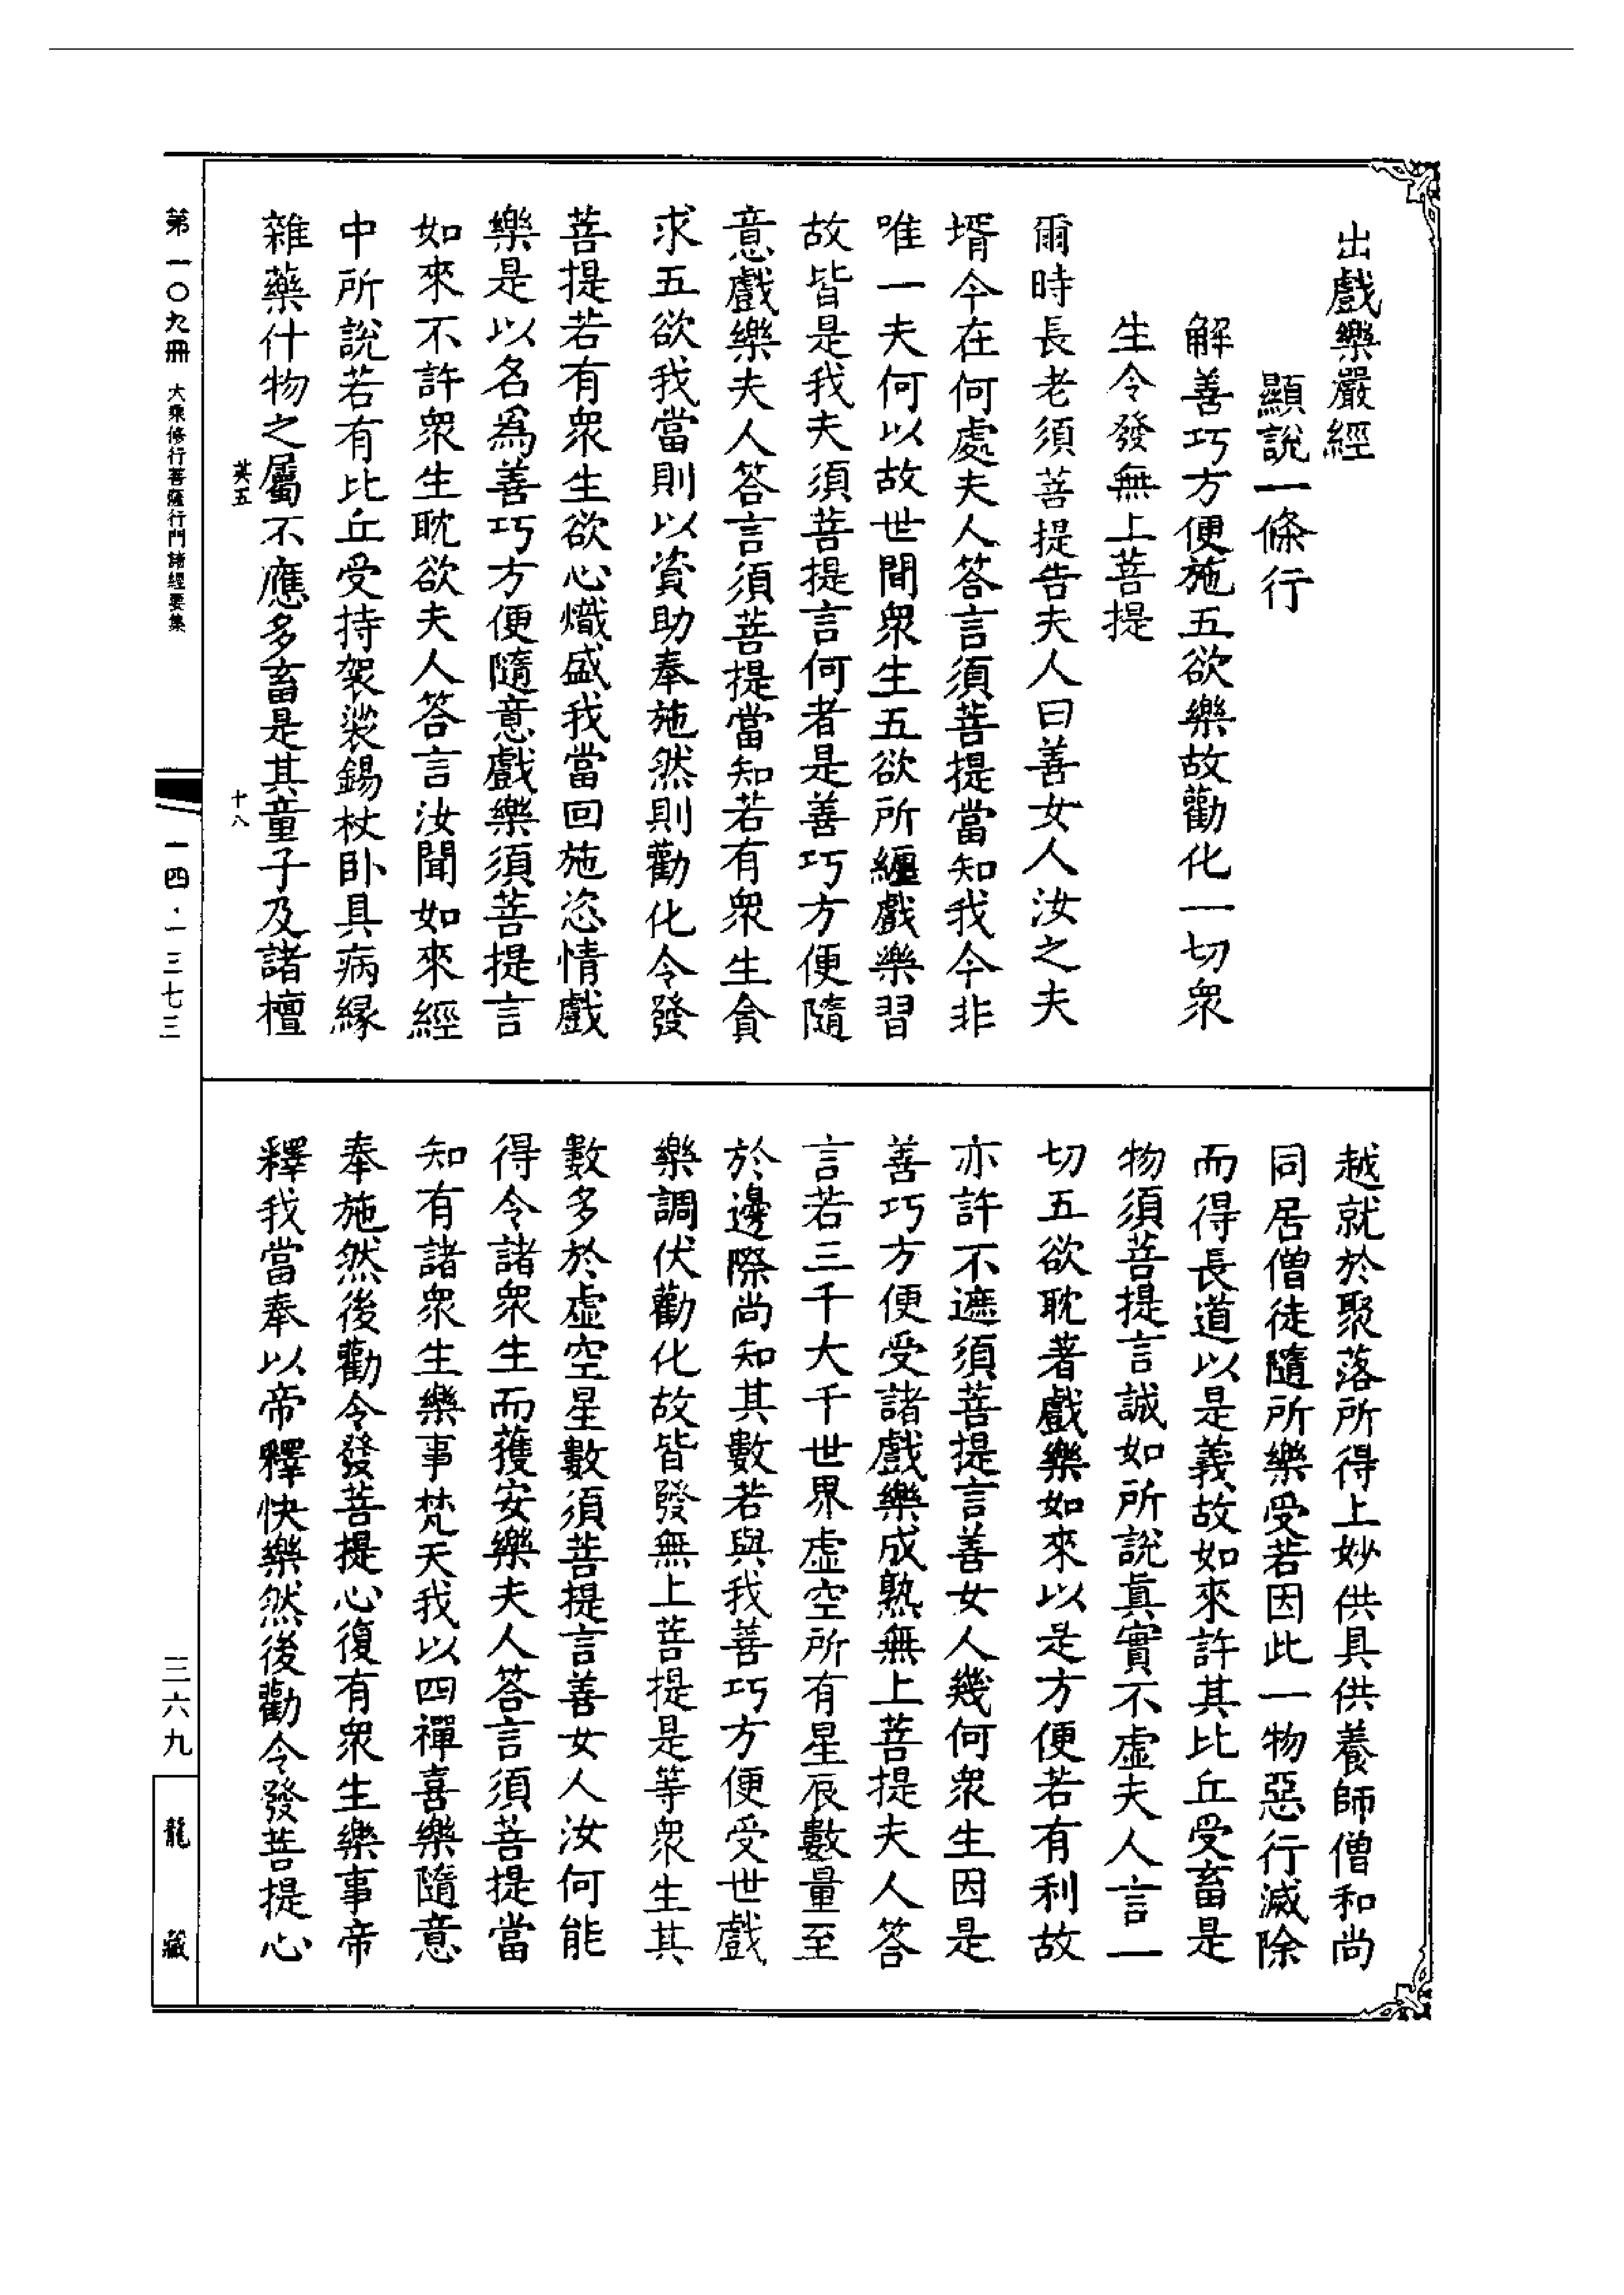 出戲樂嚴經
顯說一條行
解善巧方便施五欲樂故勸化一切衆
生令發無上菩提
爾時長老須菩提告夫人曰善女人汝之夫
壻今在何處夫人答言須菩提當知我今非
唯一夫何以故世間衆生五欲所纏戲樂習
故皆是我夫須菩提言何者是善巧方便隨
意戲樂夫人答言須菩提當知若有衆生貪
求五欲我當則以資助奉施然則勸化令發
菩提若有衆生欲心熾盛我當回施恣情戲
樂是以名爲善巧方便隨意戲樂須菩提言
如來不許衆生耽欲夫人答言汝聞如來經
中所說若有比丘受持袈裟錫杖卧具病縁
雜藥什物之屬不應多畜是其童子及諸檀
越就於聚落所得上妙供具供養師僧和尚
同居僧徒隨所樂受若因此一物惡行滅除
而得長道以是義故如來許其比丘受畜是
物須菩提言誠如所說眞實不虛夫人言一
切五欲耽著戲樂如來以是方便若有利故
亦許不遮須菩提言善女人幾何衆生因是
善巧方便受諸戲樂成熟無上菩提夫人答
言若三千大千世界虛空所有星辰數量至
於邊際尚知其數若與我善巧方便受世戲
樂調伏勸化故皆發無上菩提是等衆生其
數多於虛空星數須菩提言善女人汝何能
得令諸衆生而獲安樂夫人答言須菩提當
知有諸衆生樂事梵天我以四禪喜樂隨意
奉施然後勸令發菩提心復有衆生樂事帝
釋我當奉以帝釋快樂然後勸令發菩提心
英五
十八
第一〇九冊
大乘修行菩薩行門諸經要集
一四·一三七三
三六九
龍藏